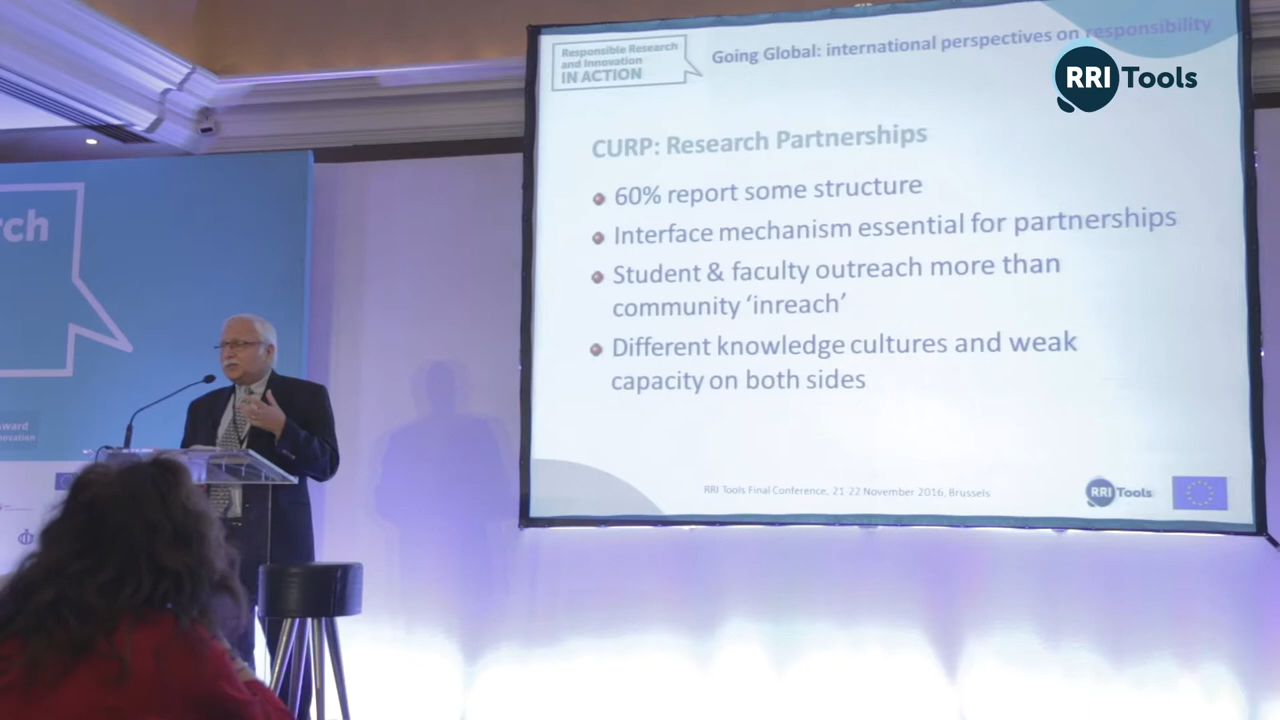 Responsible Research
and Innovation
IN ACTION
Going Global: international perspectives on responsibility
RRI Tools
CURP: Research Partnerships
60% report some structure
Interface mechanism essential for partnerships
Student & faculty outreach more than
community ‘inreach’
Different knowledge cultures and weak
capacity on both sides
RRI Tools Final Conference, 21-22 November 2016, Brussels
RRI Tools
rch
ward
novation